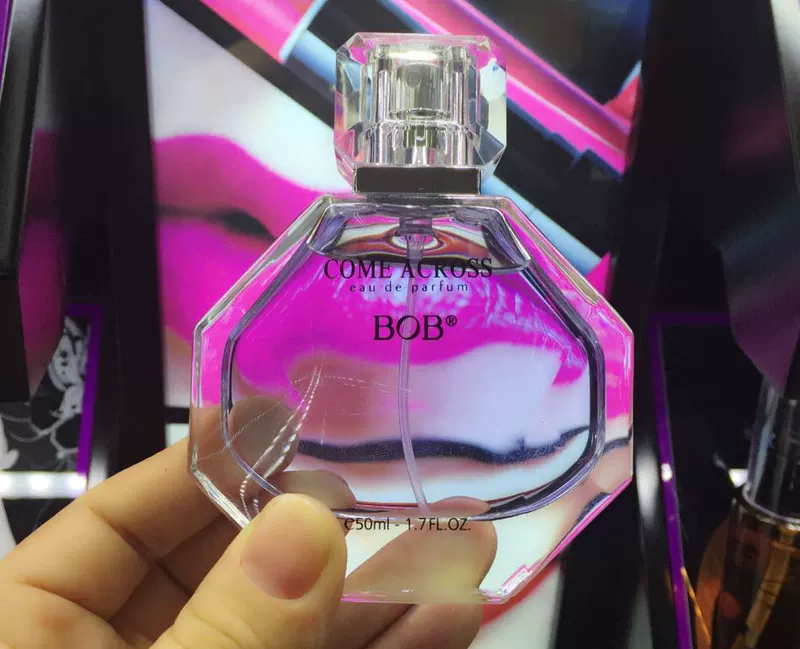 COME ACROSS
eau de parfum
BOB®
C50ml - 1.7FL.OZ.